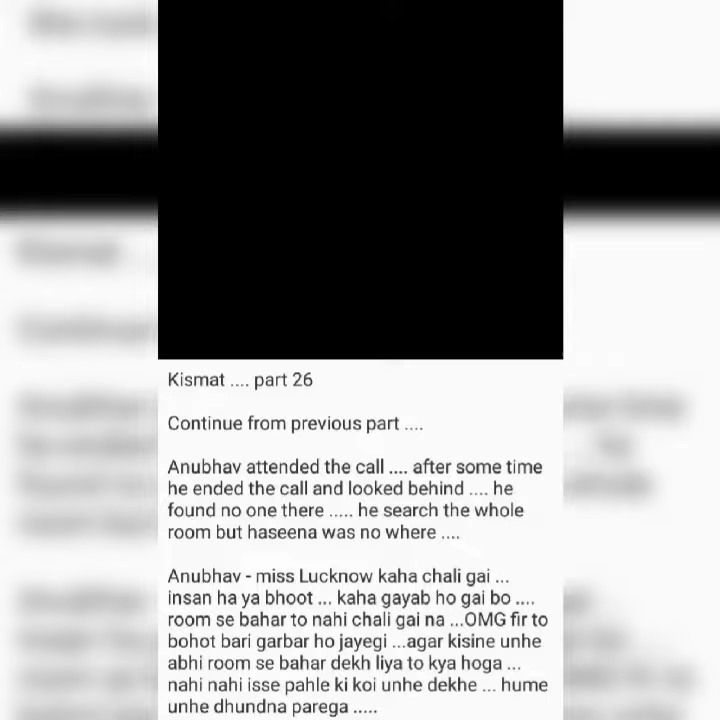 Kismat .... part 26
Continue from previous part ....
Anubhav attended the call .... after some time
he ended the call and looked behind .... he
found no one there ..... he search the whole
room but haseena was no where ....
Anubhav - miss Lucknow kaha chali gai ...
insan ha ya bhoot ... kaha gayab ho gai bo ....
room se bahar to nahi chali gai na ...OMG fir to
bohot bari garbar ho jayegi ...agar kisine unhe
abhi room se bahar dekh liya to kya hoga ...
nahi nahi isse pahle ki koi unhe dekhe ... hume
unhe dhundna parega .....